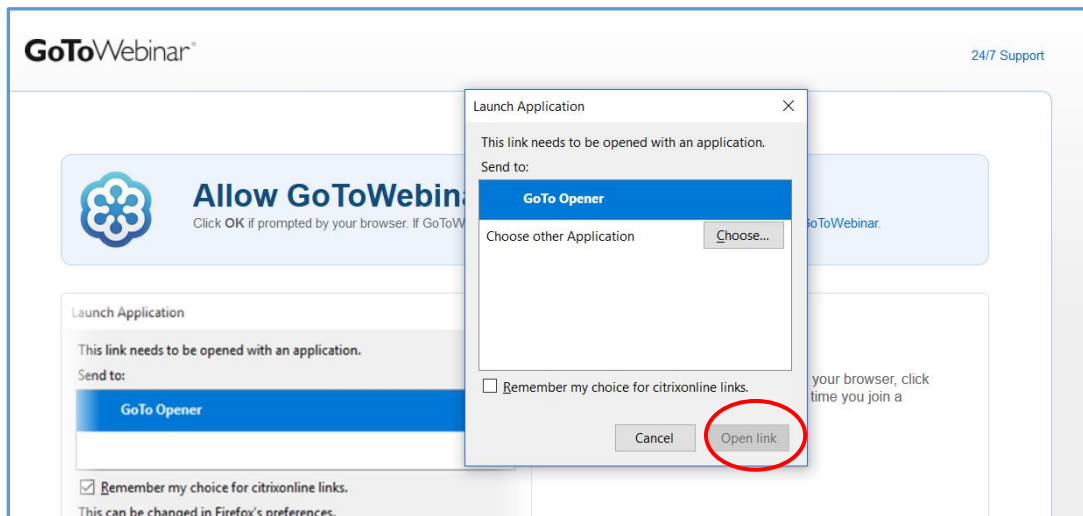 GoToWebinar®
24/7 Support
Allow GoToWebin
Click OK if prompted by your browser. If GoToW
GoToWebinar.
Launch Application
This link needs to be opened with an application.
Send to:
GoTo Opener
Choose other Application
Choose...
Remember my choice for citrixonline links.
Cancel
Open link
Launch Application
This link needs to be opened with an application.
Send to:
GoTo Opener
Remember my choice for citrixonline links.
This can be changed in Firefox's preferences.
your browser, click
time you join a